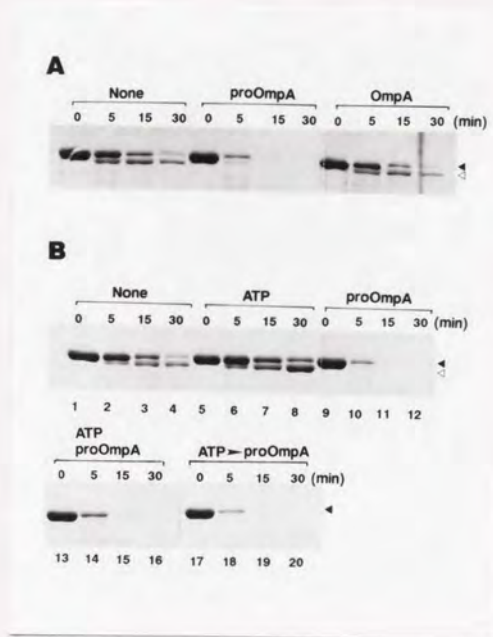 A
None proOmpA OmpA
0 5 15 30 0 5 15 30 0 5 15 30 (min)
B
None ATP proOmpA
0 5 15 30 0 5 15 30 0 5 15 30 (min)
1 2 3 4 5 6 7 8 9 10 11 12
ATP
proOmpA ATP►proOmpA
0 5 15 30 (min) 0 5 15 30 (min)
13 14 15 16 17 18 19 20